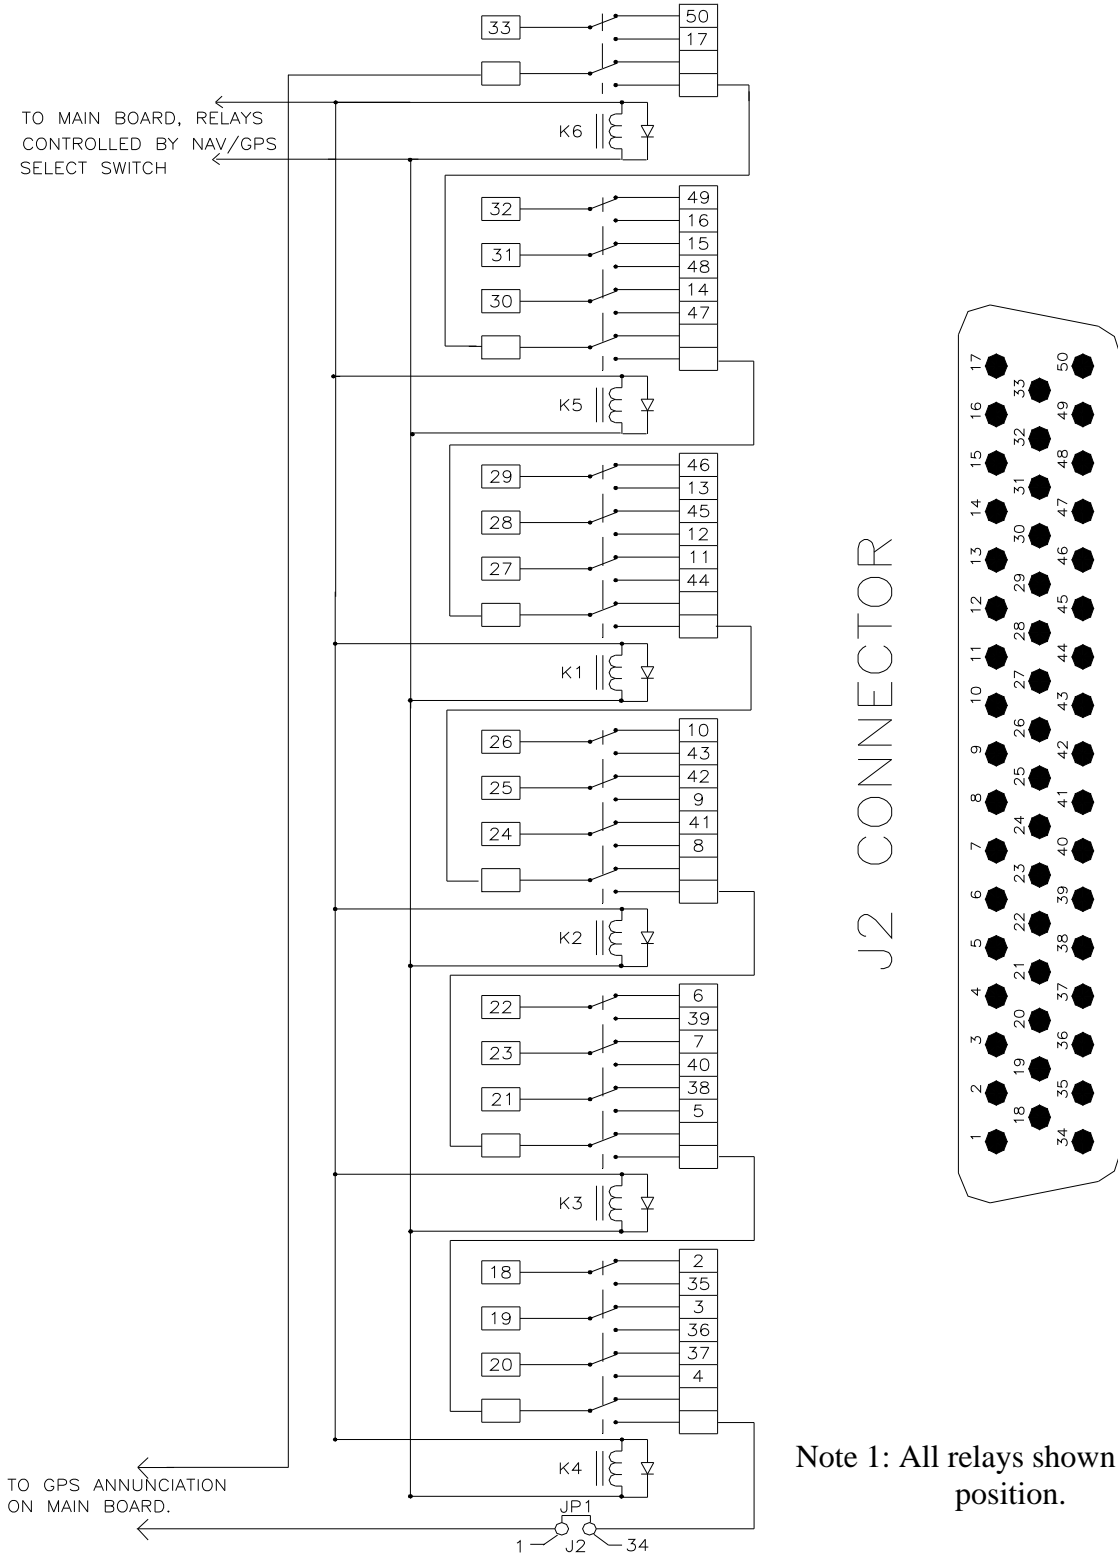 33
50
17
TO MAIN BOARD, RELAYS
CONTROLLED BY NAV/GPS
SELECT SWITCH
K6
32
49
16
31
15
48
30
14
47
K5
29
46
13
28
45
12
27
11
44
K1
26
10
43
25
42
9
24
41
8
K2
22
6
39
23
7
40
21
38
5
K3
18
2
35
19
3
36
20
37
4
K4
TO GPS ANNUNCIATION
ON MAIN BOARD.
JP1
1 J2 34
J2 CONNECTOR
17 33 50
16 32 49
15 31 48
14 30 47
13 29 46
12 28 45
11 27 44
10 26 43
9 25 42
8 24 41
7 23 40
6 22 39
5 21 38
4 20 37
3 19 36
2 18 35
1 34
Note 1: All relays shown
position.